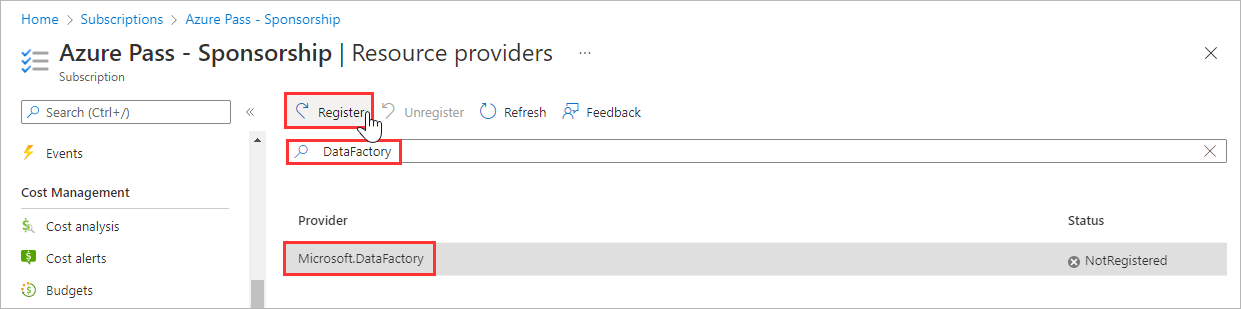 Home > Subscriptions > Azure Pass - Sponsorship
Azure Pass - Sponsorship | Resource providers ...
Subscription
Search (Ctrl+/) «
Register Unregister Refresh Feedback
DataFactory
Events
Cost Management
Cost analysis
Cost alerts
Budgets
Provider Status
Microsoft.DataFactory NotRegistered